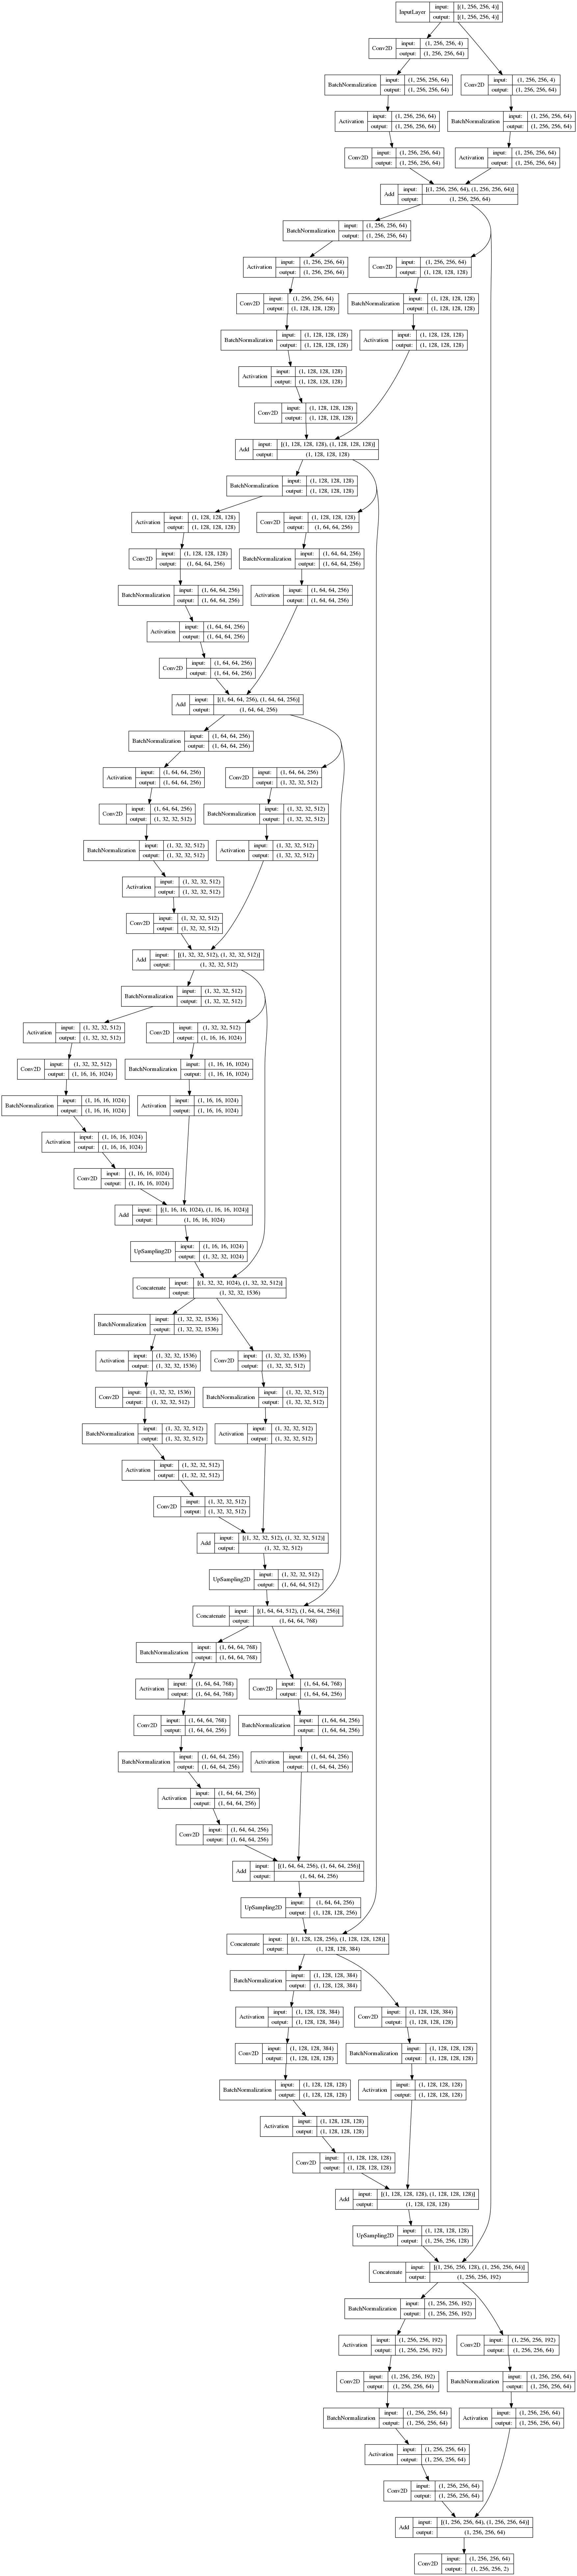 InputLayer
input: [(1, 256, 256, 4)]
output: [(1, 256, 256, 4)]
Conv2D
input: (1, 256, 256, 4)
output: (1, 256, 256, 64)
BatchNormalization
input: (1, 256, 256, 64)
output: (1, 256, 256, 64)
Conv2D
input: (1, 256, 256, 4)
output: (1, 256, 256, 64)
Activation
input: (1, 256, 256, 64)
output: (1, 256, 256, 64)
BatchNormalization
input: (1, 256, 256, 64)
output: (1, 256, 256, 64)
Conv2D
input: (1, 256, 256, 64)
output: (1, 256, 256, 64)
Activation
input: (1, 256, 256, 64)
output: (1, 256, 256, 64)
Add
input: [(1, 256, 256, 64), (1, 256, 256, 64)]
output: (1, 256, 256, 64)
BatchNormalization
input: (1, 256, 256, 64)
output: (1, 256, 256, 64)
Activation
input: (1, 256, 256, 64)
output: (1, 256, 256, 64)
Conv2D
input: (1, 256, 256, 64)
output: (1, 128, 128, 128)
Conv2D
input: (1, 256, 256, 64)
output: (1, 128, 128, 128)
BatchNormalization
input: (1, 128, 128, 128)
output: (1, 128, 128, 128)
BatchNormalization
input: (1, 128, 128, 128)
output: (1, 128, 128, 128)
Activation
input: (1, 128, 128, 128)
output: (1, 128, 128, 128)
Activation
input: (1, 128, 128, 128)
output: (1, 128, 128, 128)
Conv2D
input: (1, 128, 128, 128)
output: (1, 128, 128, 128)
Add
input: [(1, 128, 128, 128), (1, 128, 128, 128)]
output: (1, 128, 128, 128)
BatchNormalization
input: (1, 128, 128, 128)
output: (1, 128, 128, 128)
Activation
input: (1, 128, 128, 128)
output: (1, 128, 128, 128)
Conv2D
input: (1, 128, 128, 128)
output: (1, 64, 64, 256)
Conv2D
input: (1, 128, 128, 128)
output: (1, 64, 64, 256)
BatchNormalization
input: (1, 64, 64, 256)
output: (1, 64, 64, 256)
BatchNormalization
input: (1, 64, 64, 256)
output: (1, 64, 64, 256)
Activation
input: (1, 64, 64, 256)
output: (1, 64, 64, 256)
Activation
input: (1, 64, 64, 256)
output: (1, 64, 64, 256)
Conv2D
input: (1, 64, 64, 256)
output: (1, 64, 64, 256)
Add
input: [(1, 64, 64, 256), (1, 64, 64, 256)]
output: (1, 64, 64, 256)
BatchNormalization
input: (1, 64, 64, 256)
output: (1, 64, 64, 256)
Activation
input: (1, 64, 64, 256)
output: (1, 64, 64, 256)
Conv2D
input: (1, 64, 64, 256)
output: (1, 32, 32, 512)
Conv2D
input: (1, 64, 64, 256)
output: (1, 32, 32, 512)
BatchNormalization
input: (1, 32, 32, 512)
output: (1, 32, 32, 512)
BatchNormalization
input: (1, 32, 32, 512)
output: (1, 32, 32, 512)
Activation
input: (1, 32, 32, 512)
output: (1, 32, 32, 512)
Activation
input: (1, 32, 32, 512)
output: (1, 32, 32, 512)
Conv2D
input: (1, 32, 32, 512)
output: (1, 32, 32, 512)
Add
input: [(1, 32, 32, 512), (1, 32, 32, 512)]
output: (1, 32, 32, 512)
BatchNormalization
input: (1, 32, 32, 512)
output: (1, 32, 32, 512)
Activation
input: (1, 32, 32, 512)
output: (1, 32, 32, 512)
Conv2D
input: (1, 32, 32, 512)
output: (1, 16, 16, 1024)
Conv2D
input: (1, 32, 32, 512)
output: (1, 16, 16, 1024)
BatchNormalization
input: (1, 16, 16, 1024)
output: (1, 16, 16, 1024)
BatchNormalization
input: (1, 16, 16, 1024)
output: (1, 16, 16, 1024)
Activation
input: (1, 16, 16, 1024)
output: (1, 16, 16, 1024)
Activation
input: (1, 16, 16, 1024)
output: (1, 16, 16, 1024)
Conv2D
input: (1, 16, 16, 1024)
output: (1, 16, 16, 1024)
Add
input: [(1, 16, 16, 1024), (1, 16, 16, 1024)]
output: (1, 16, 16, 1024)
UpSampling2D
input: (1, 16, 16, 1024)
output: (1, 32, 32, 1024)
Concatenate
input: [(1, 32, 32, 1024), (1, 32, 32, 512)]
output: (1, 32, 32, 1536)
BatchNormalization
input: (1, 32, 32, 1536)
output: (1, 32, 32, 1536)
Activation
input: (1, 32, 32, 1536)
output: (1, 32, 32, 1536)
Conv2D
input: (1, 32, 32, 1536)
output: (1, 32, 32, 512)
Conv2D
input: (1, 32, 32, 1536)
output: (1, 32, 32, 512)
BatchNormalization
input: (1, 32, 32, 512)
output: (1, 32, 32, 512)
BatchNormalization
input: (1, 32, 32, 512)
output: (1, 32, 32, 512)
Activation
input: (1, 32, 32, 512)
output: (1, 32, 32, 512)
Activation
input: (1, 32, 32, 512)
output: (1, 32, 32, 512)
Conv2D
input: (1, 32, 32, 512)
output: (1, 32, 32, 512)
Add
input: [(1, 32, 32, 512), (1, 32, 32, 512)]
output: (1, 32, 32, 512)
UpSampling2D
input: (1, 32, 32, 512)
output: (1, 64, 64, 512)
Concatenate
input: [(1, 64, 64, 512), (1, 64, 64, 256)]
output: (1, 64, 64, 768)
BatchNormalization
input: (1, 64, 64, 768)
output: (1, 64, 64, 768)
Activation
input: (1, 64, 64, 768)
output: (1, 64, 64, 768)
Conv2D
input: (1, 64, 64, 768)
output: (1, 64, 64, 256)
Conv2D
input: (1, 64, 64, 768)
output: (1, 64, 64, 256)
BatchNormalization
input: (1, 64, 64, 256)
output: (1, 64, 64, 256)
BatchNormalization
input: (1, 64, 64, 256)
output: (1, 64, 64, 256)
Activation
input: (1, 64, 64, 256)
output: (1, 64, 64, 256)
Activation
input: (1, 64, 64, 256)
output: (1, 64, 64, 256)
Conv2D
input: (1, 64, 64, 256)
output: (1, 64, 64, 256)
Add
input: [(1, 64, 64, 256), (1, 64, 64, 256)]
output: (1, 64, 64, 256)
UpSampling2D
input: (1, 64, 64, 256)
output: (1, 128, 128, 256)
Concatenate
input: [(1, 128, 128, 256), (1, 128, 128, 128)]
output: (1, 128, 128, 384)
BatchNormalization
input: (1, 128, 128, 384)
output: (1, 128, 128, 384)
Activation
input: (1, 128, 128, 384)
output: (1, 128, 128, 384)
Conv2D
input: (1, 128, 128, 384)
output: (1, 128, 128, 128)
Conv2D
input: (1, 128, 128, 384)
output: (1, 128, 128, 128)
BatchNormalization
input: (1, 128, 128, 128)
output: (1, 128, 128, 128)
BatchNormalization
input: (1, 128, 128, 128)
output: (1, 128, 128, 128)
Activation
input: (1, 128, 128, 128)
output: (1, 128, 128, 128)
Activation
input: (1, 128, 128, 128)
output: (1, 128, 128, 128)
Conv2D
input: (1, 128, 128, 128)
output: (1, 128, 128, 128)
Add
input: [(1, 128, 128, 128), (1, 128, 128, 128)]
output: (1, 128, 128, 128)
UpSampling2D
input: (1, 128, 128, 128)
output: (1, 256, 256, 128)
Concatenate
input: [(1, 256, 256, 128), (1, 256, 256, 64)]
output: (1, 256, 256, 192)
BatchNormalization
input: (1, 256, 256, 192)
output: (1, 256, 256, 192)
Activation
input: (1, 256, 256, 192)
output: (1, 256, 256, 192)
Conv2D
input: (1, 256, 256, 192)
output: (1, 256, 256, 64)
Conv2D
input: (1, 256, 256, 192)
output: (1, 256, 256, 64)
BatchNormalization
input: (1, 256, 256, 64)
output: (1, 256, 256, 64)
BatchNormalization
input: (1, 256, 256, 64)
output: (1, 256, 256, 64)
Activation
input: (1, 256, 256, 64)
output: (1, 256, 256, 64)
Activation
input: (1, 256, 256, 64)
output: (1, 256, 256, 64)
Conv2D
input: (1, 256, 256, 64)
output: (1, 256, 256, 64)
Add
input: [(1, 256, 256, 64), (1, 256, 256, 64)]
output: (1, 256, 256, 64)
Conv2D
input: (1, 256, 256, 64)
output: (1, 256, 256, 2)